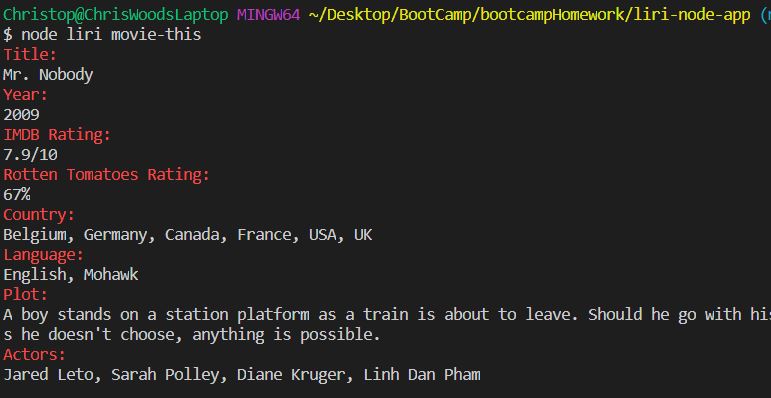 Christop@ChrisWoodsLaptop MINGW64 ~/Desktop/BootCamp/bootcampHomework/liri-node-app (
$ node liri movie-this
Title:
Mr. Nobody
Year:
2009
IMDB Rating:
7.9/10
Rotten Tomatoes Rating:
67%
Country:
Belgium, Germany, Canada, France, USA, UK
Language:
English, Mohawk
Plot:
A boy stands on a station platform as a train is about to leave. Should he go with his
s he doesn't choose, anything is possible.
Actors:
Jared Leto, Sarah Polley, Diane Kruger, Linh Dan Pham